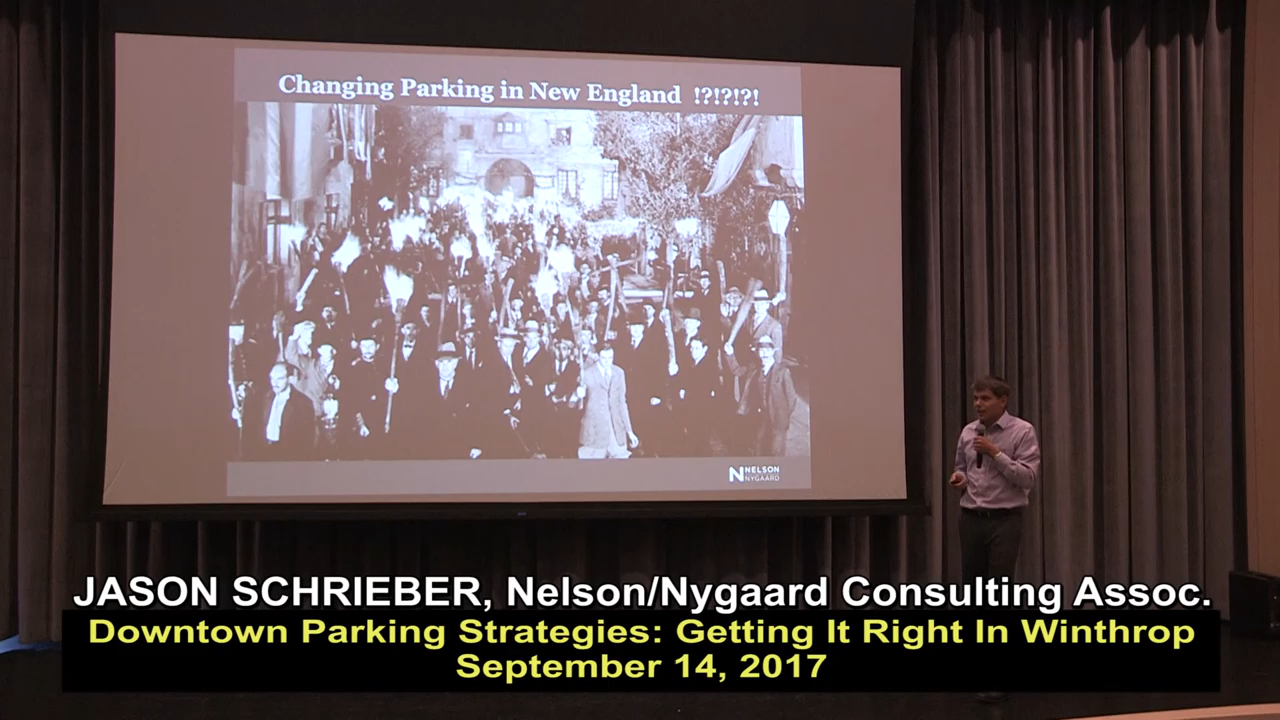 Changing Parking in New England !?!?!?!
NELSON
NYGAARD
JASON SCHRIEBER, Nelson/Nygaard Consulting Assoc.
Downtown Parking Strategies: Getting It Right In Winthrop
September 14, 2017